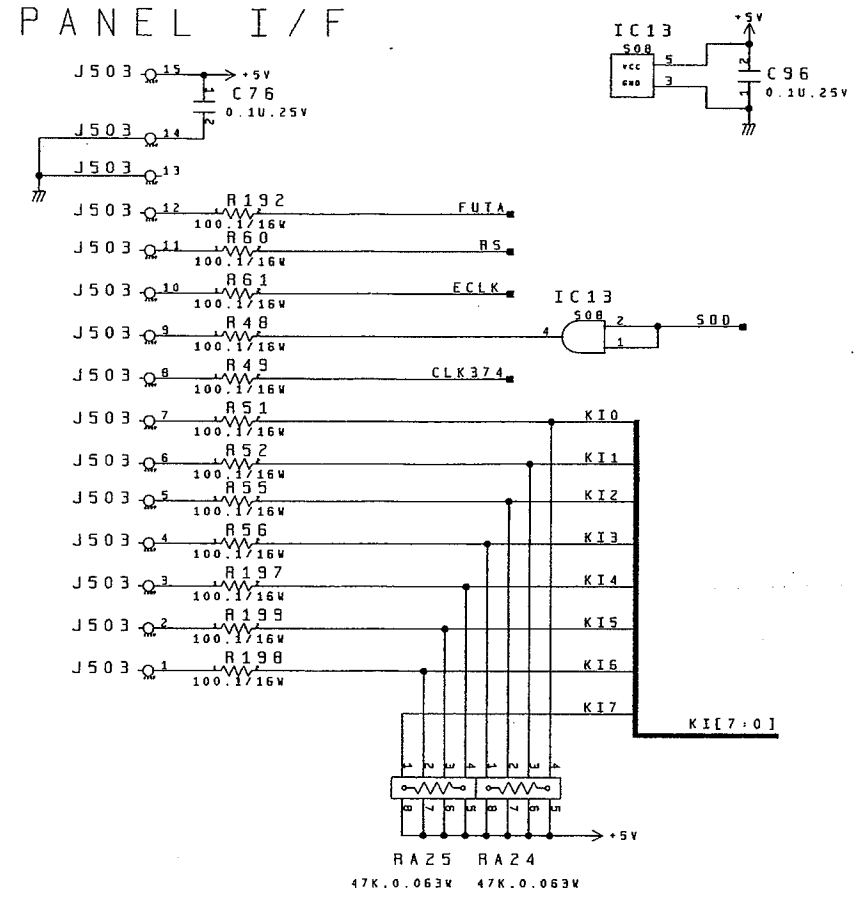 PANEL I/F
IC13
S08
VCC 5
GND 3
+5V
2
1
C96
0.1U.25V
J503 15
+5V
1
C76
2
0.1U.25V
J503 14
J503 13
J503 12 R192 FUTA
100.1/16W
J503 11 R60 RS
100.1/16W
J503 10 R61 ECLK
100.1/16W
IC13
S08
J503 9 R48 4 2 SOD
1
100.1/16W
J503 8 R49 CLK374
100.1/16W
J503 7 R51 KI0
100.1/16W
J503 6 R52 KI1
100.1/16W
J503 5 R55 KI2
100.1/16W
J503 4 R56 KI3
100.1/16W
J503 3 R197 KI4
100.1/16W
J503 2 R199 KI5
100.1/16W
J503 1 R198 KI6
100.1/16W
KI7
KI[7:0]
1 2 3 4 1 2 3 4
8 7 6 5 8 7 6 5
+5V
RA25 RA24
47K.0.063W 47K.0.063W